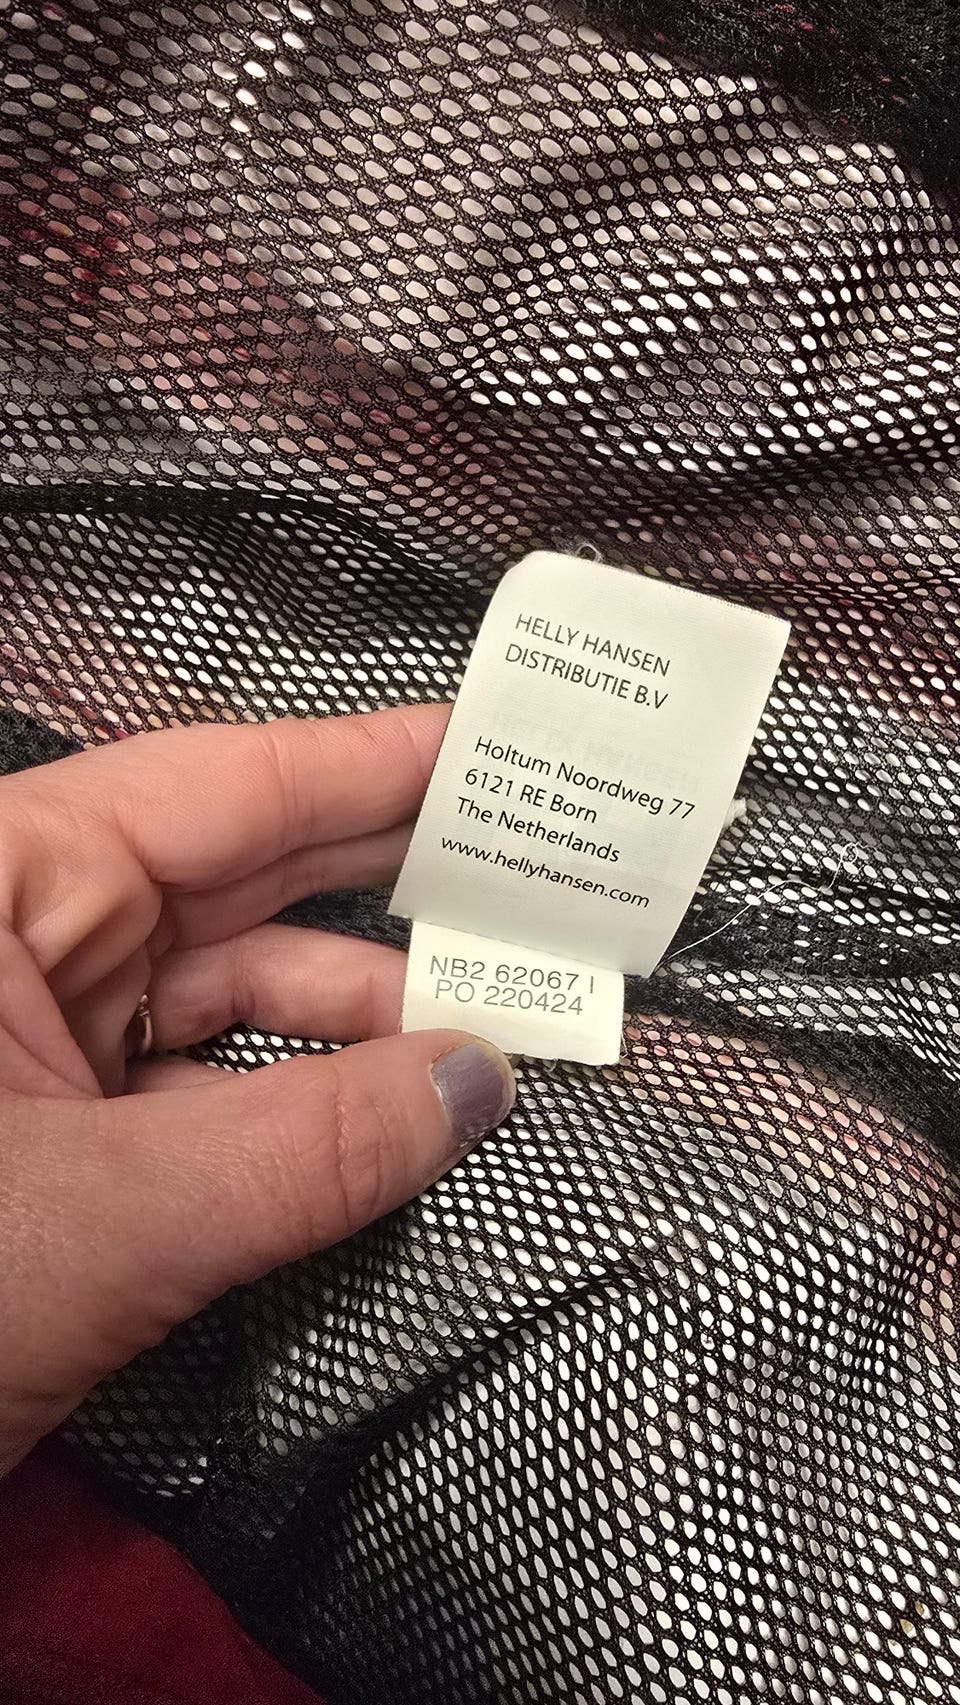 HELLY HANSEN
DISTRIBUTIE B.V
Holtum Noordweg 77
6121 RE Born
The Netherlands
www.hellyhansen.com
NB2 62067 I
PO 220424